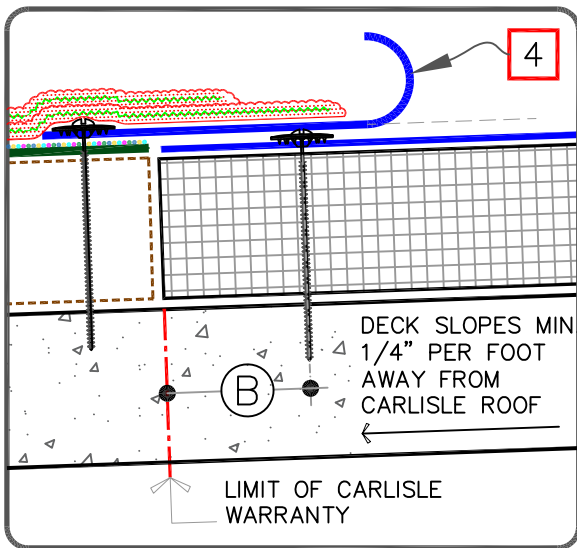 4
DECK SLOPES MIN
1/4" PER FOOT
AWAY FROM
CARLISLE ROOF
B
LIMIT OF CARLISLE
WARRANTY